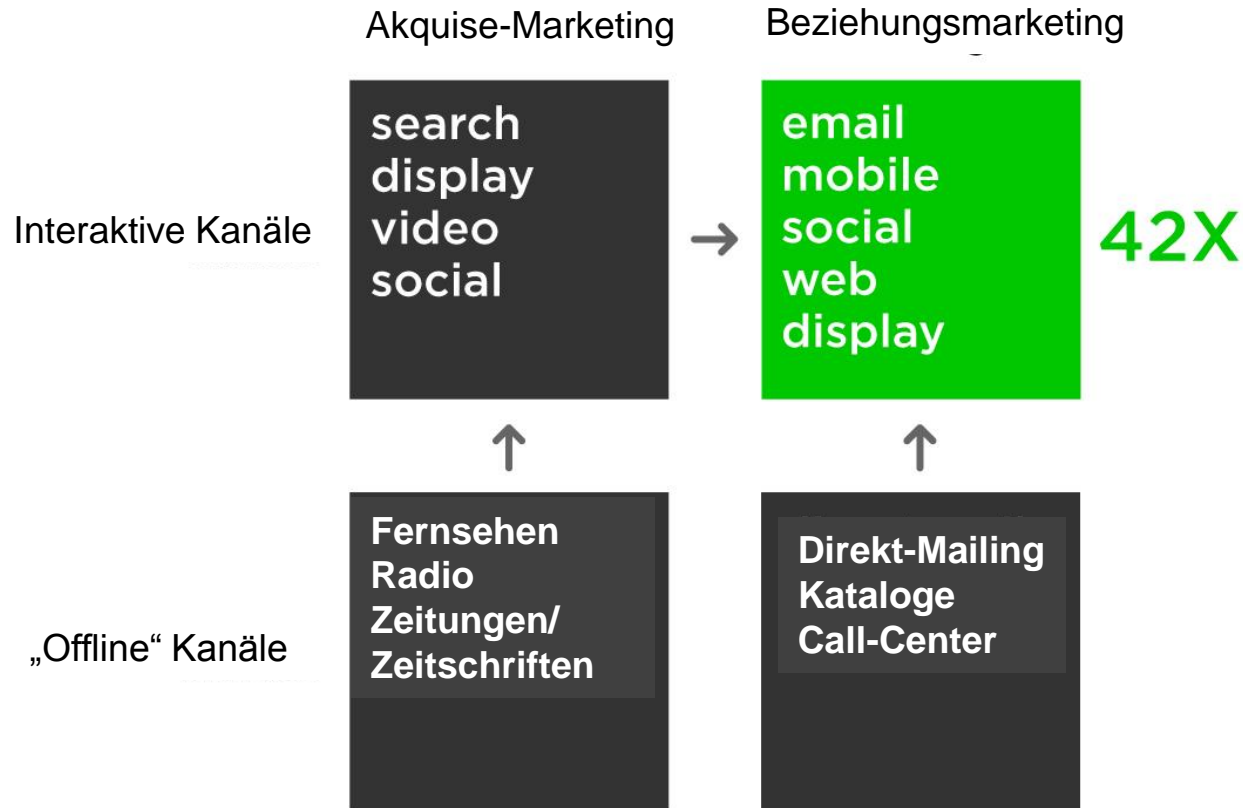 Akquise-Marketing
Beziehungsmarketing
Interaktive Kanäle
search
display
video
social
→
email
mobile
social
web
display
42X
↑
↑
„Offline“ Kanäle
Fernsehen
Radio
Zeitungen/
Zeitschriften
Direkt-Mailing
Kataloge
Call-Center